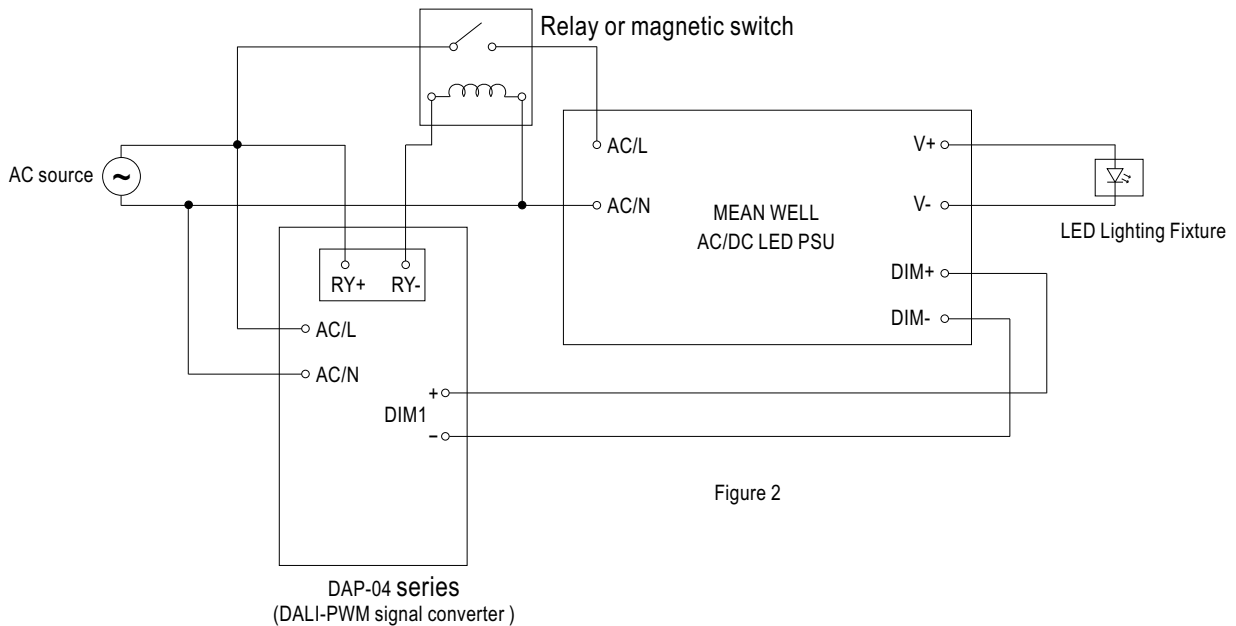 Relay or magnetic switch
AC source
~
AC/L
V+
AC/N
MEAN WELL
AC/DC LED PSU
V-
LED Lighting Fixture
RY+ RY-
DIM+
DIM-
AC/L
AC/N
+
DIM1
-
Figure 2
DAP-04 series
(DALI-PWM signal converter )